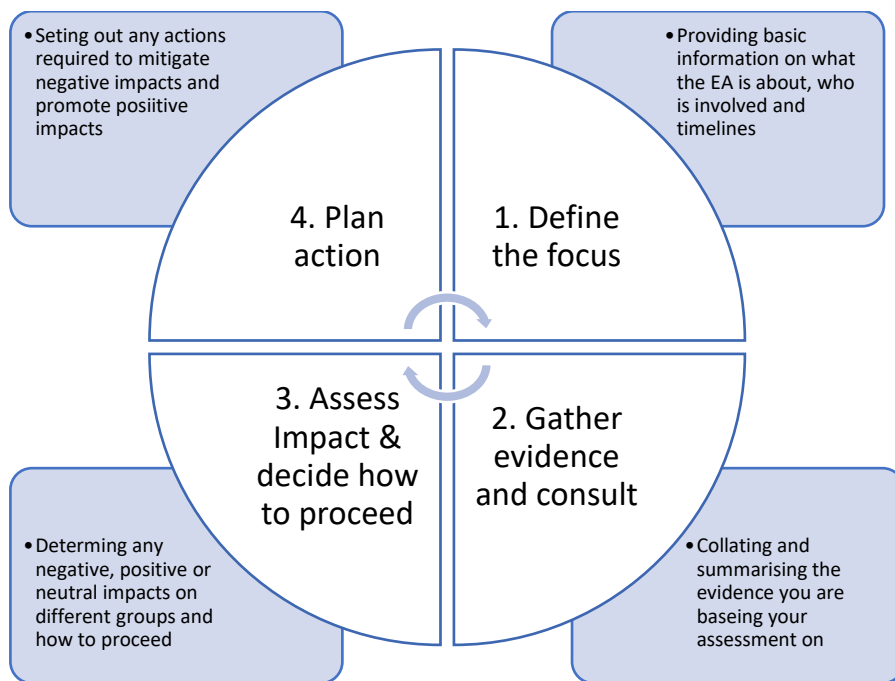 •Seting out any actions
required to mitigate
negative impacts and
promote posiitive
impacts
•Providing basic
information on what
the EA is about, who
is involved and
timelines
4. Plan
action
1. Define
the focus
3. Assess
Impact &
decide how
to proceed
2. Gather
evidence
and consult
•Determing any
negative, positive or
neutral impacts on
different groups and
how to proceed
•Collating and
summarising the
evidence you are
baseing your
assessment on